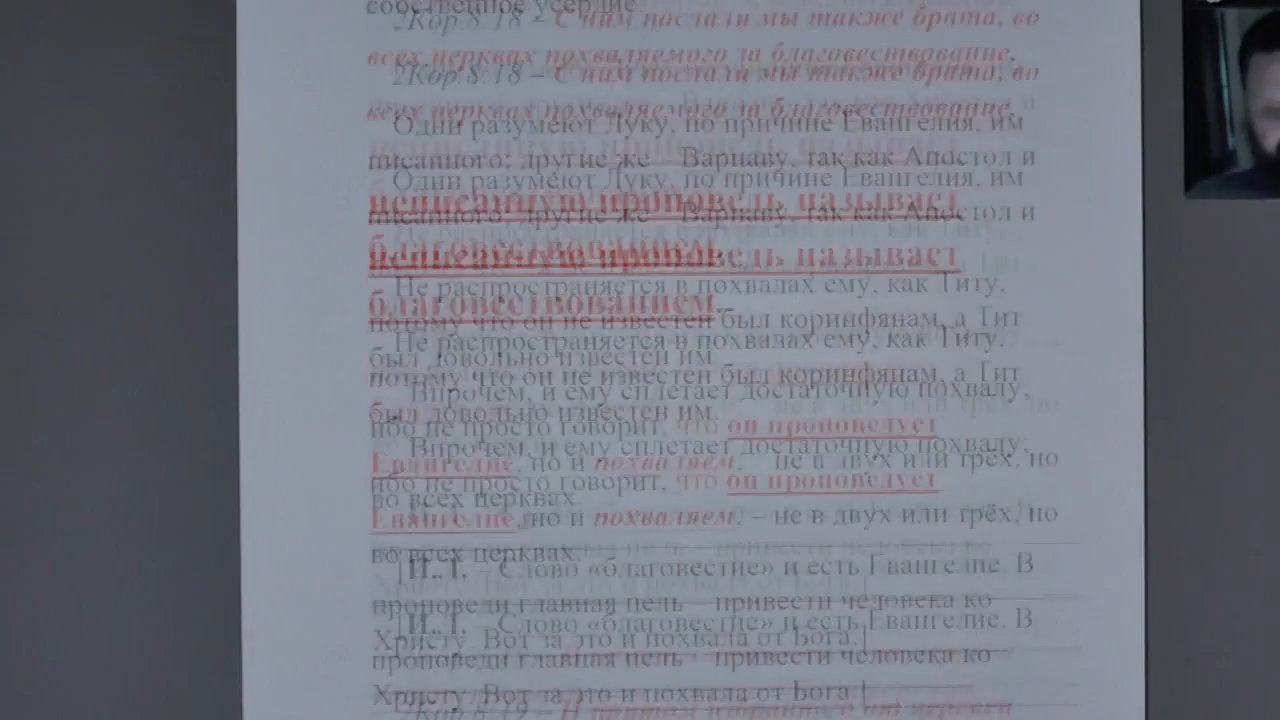 собственное усердие
2Кор.8:18 – С ним послали мы также брата, во
всех церквах похваляемого за благовествование.
Одни разумеют Луку, по причине Евангелия, им
писанного; другие же Варнаву, так как Апостол и
неписанную проповедь называет
благовествованием.
Не распространяется в похвалах ему, как Титу,
потому что он не известен был коринфянам, а Тит
был довольно известен им.
Впрочем, и ему сплетает достаточную похвалу;
ибо не просто говорит, что он проповедует
Евангелие, но и похваляем, – не в двух или трёх, но
во всех церквах.
[И.Л. – Слово «благовестие» и есть Евангелие. В
проповеди главная цель – привести человека ко
Христу. Вот за это и похвала от Бога.]
2Кор.8:19 – И